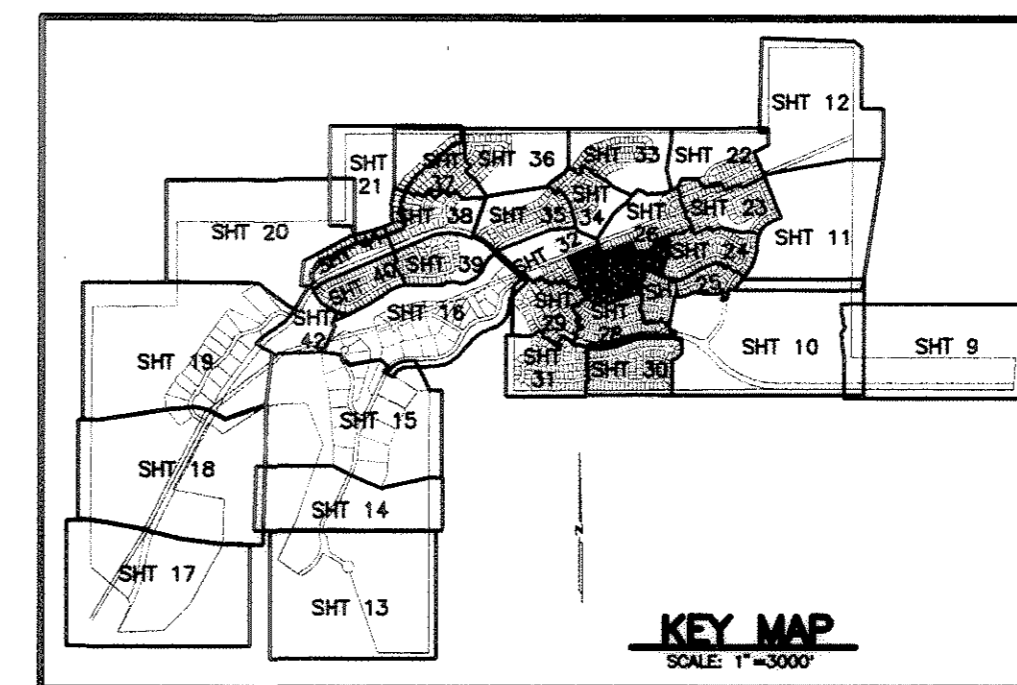 SHT 12
SHT 21
SHT 37
SHT 36
SHT 33
SHT 22
SHT 20
SHT 38
SHT 35
SHT 34
SHT 26
SHT 23
SHT 11
SHT 39
SHT 32
SHT 24
SHT 40
25
SHT 16
SHT 29
SHT 28
SHT
SHT 42
SHT 19
SHT 10
SHT 9
SHT 31
SHT 30
SHT 15
SHT 18
SHT 14
SHT 17
SHT 13
N
KEY MAP
SCALE: 1"=3000'